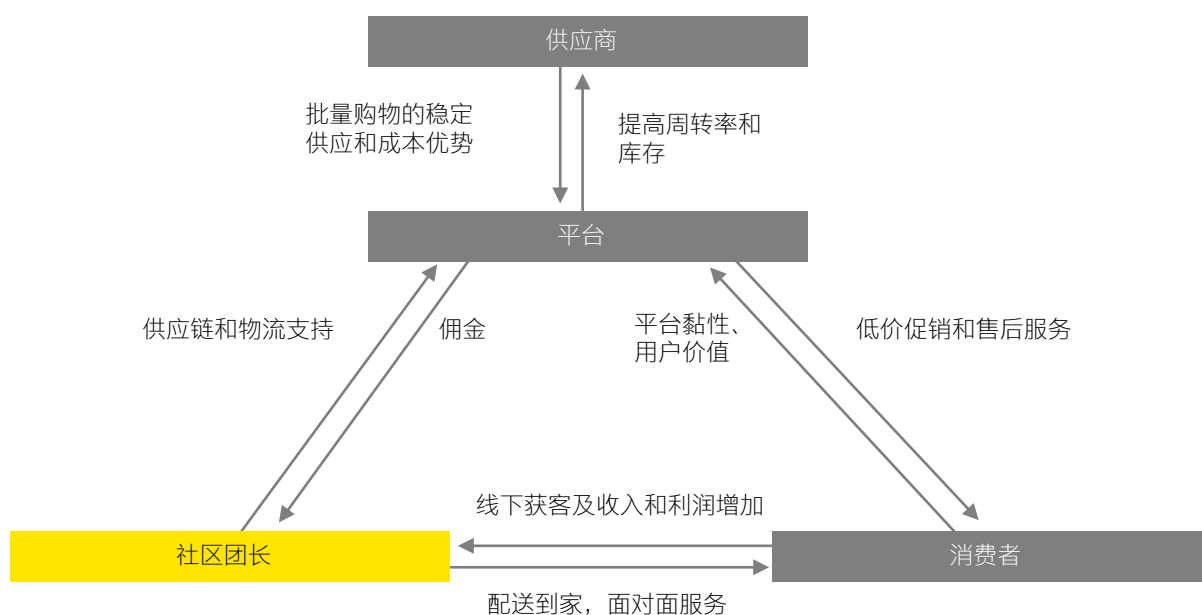 供应商
批量购物的稳定
供应和成本优势
提高周转率和
库存
平台
供应链和物流支持
佣金
平台黏性、
用户价值
低价促销和售后服务
线下获客及收入和利润增加
社区团长
消费者
配送到家，面对面服务